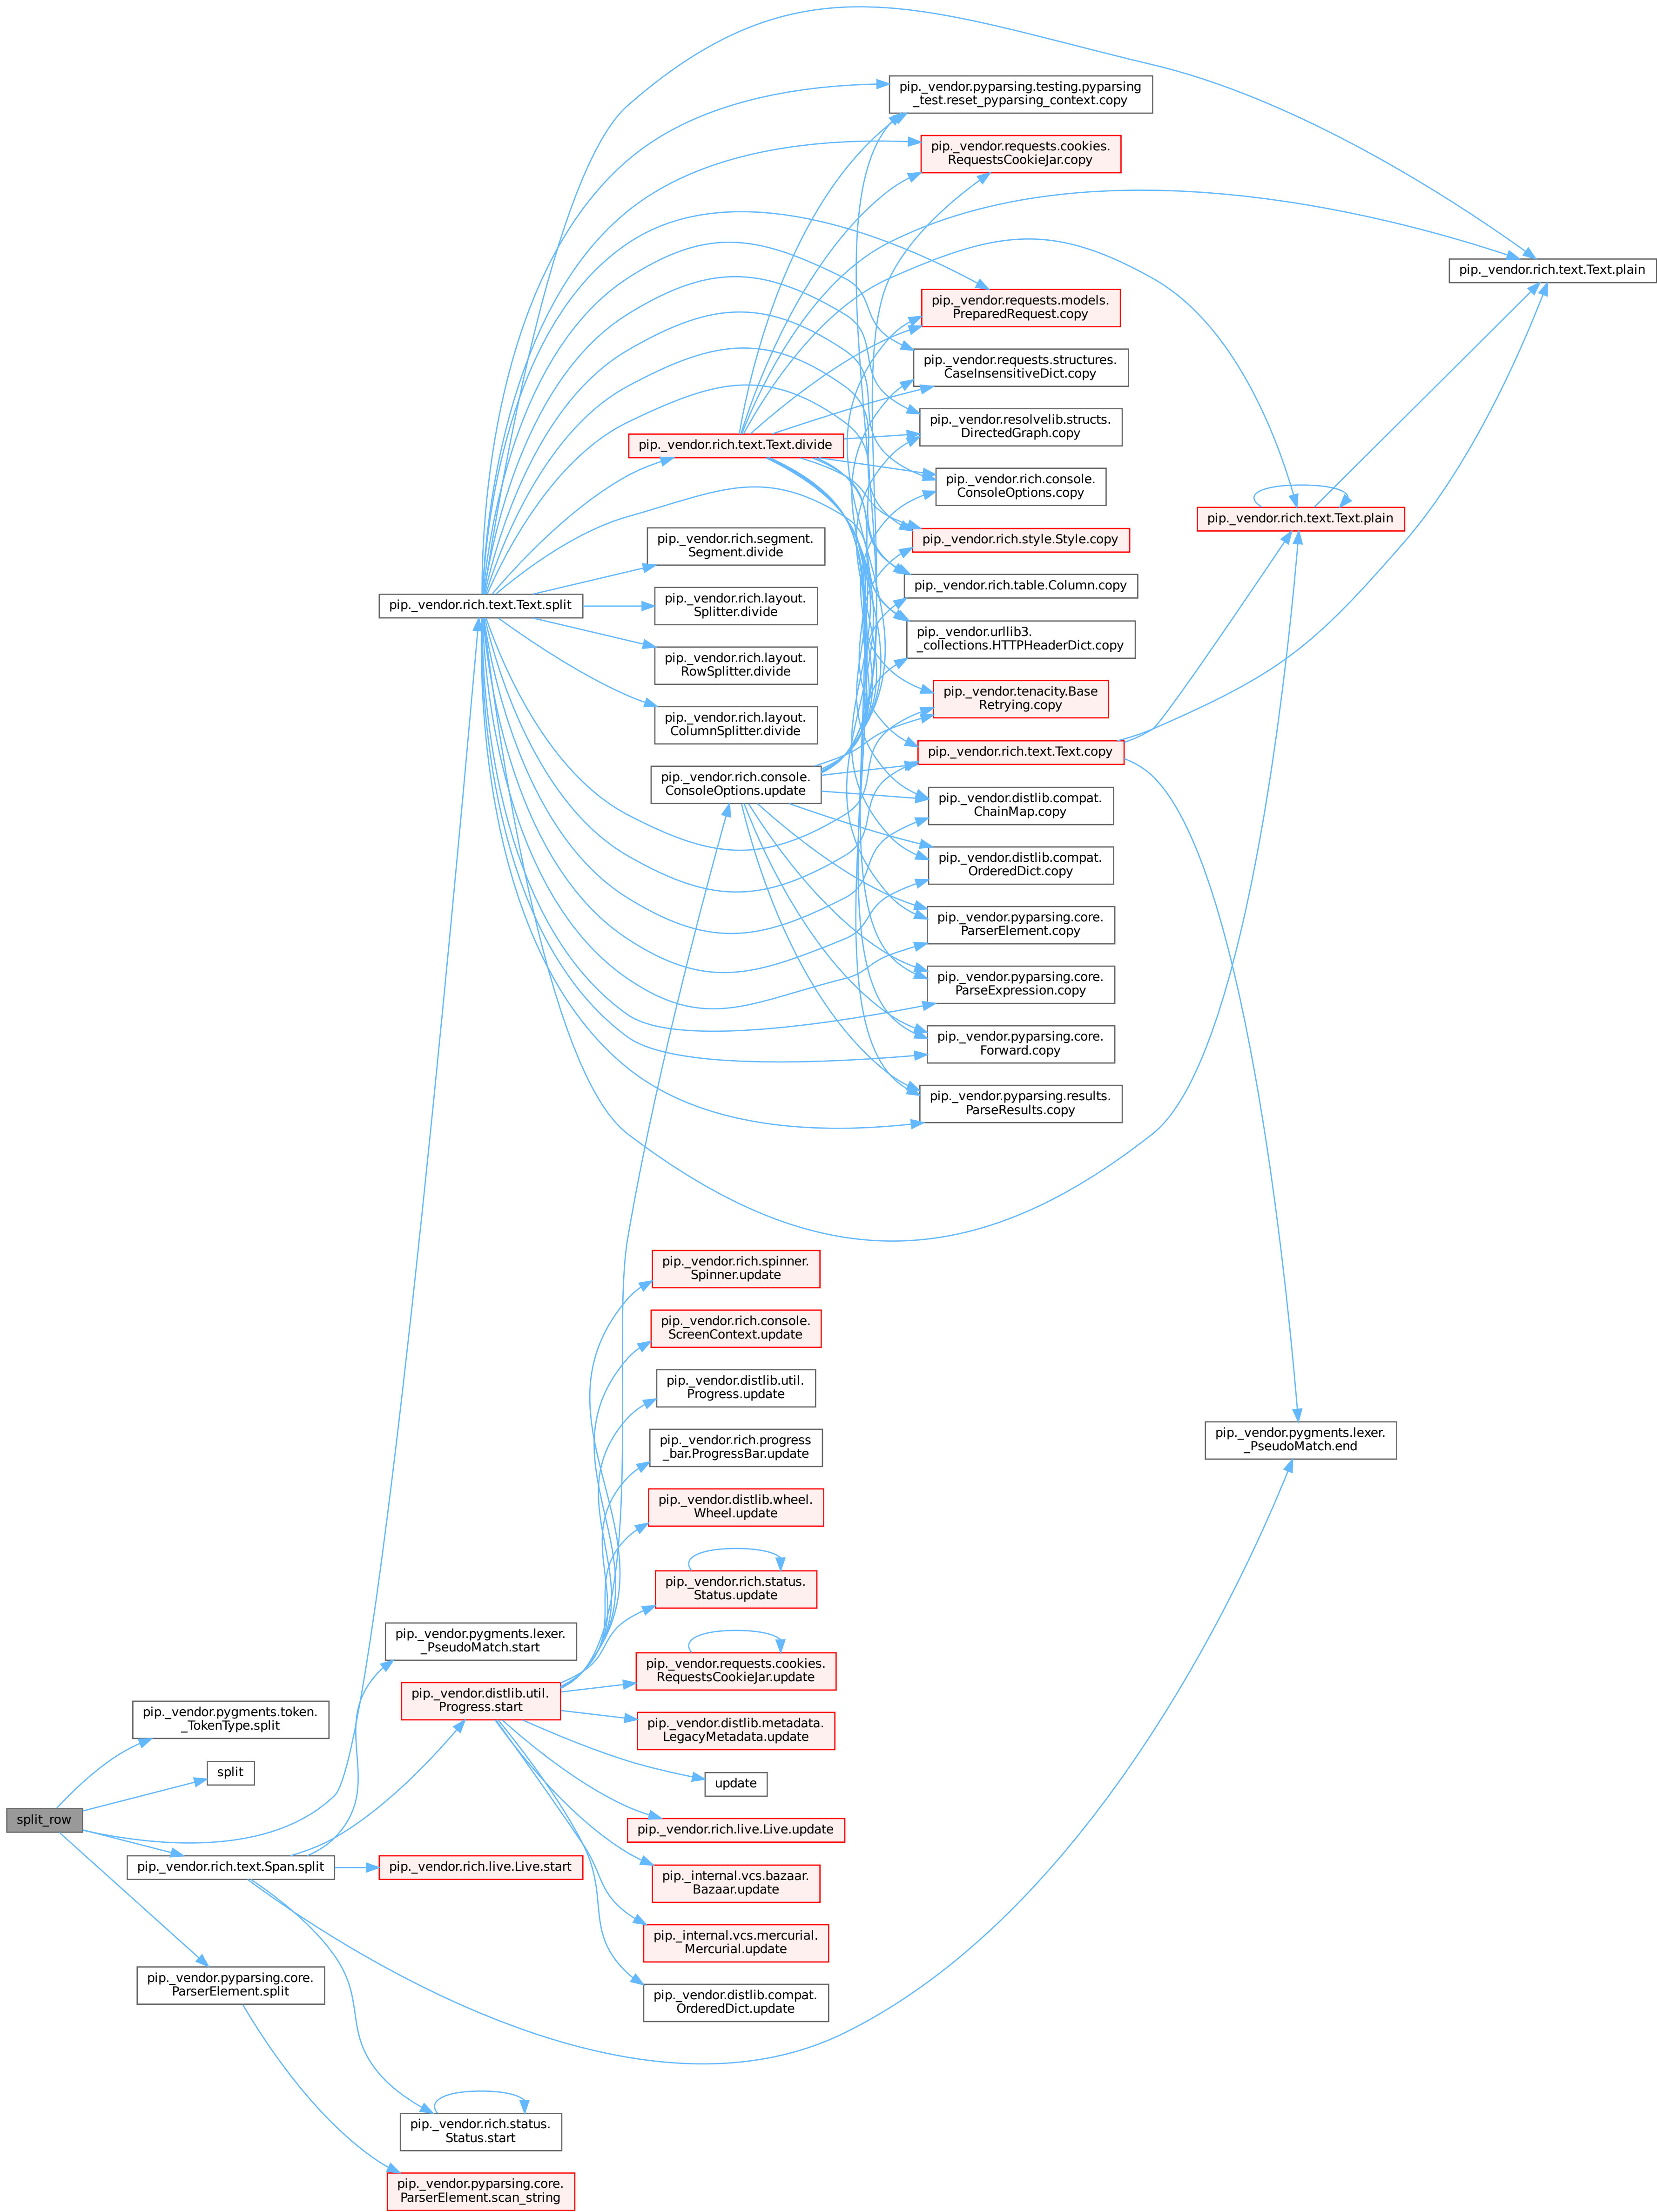 pip._vendor.pyparsing.testing.pyparsing
_test.reset_pyparsing_context.copy
pip._vendor.requests.cookies.
RequestsCookieJar.copy
pip._vendor.rich.text.Text.plain
pip._vendor.requests.models.
PreparedRequest.copy
pip._vendor.requests.structures.
CaseInsensitiveDict.copy
pip._vendor.resolvelib.structs.
DirectedGraph.copy
pip._vendor.rich.text.Text.divide
pip._vendor.rich.console.
ConsoleOptions.copy
pip._vendor.rich.text.Text.plain
pip._vendor.rich.segment.
Segment.divide
pip._vendor.rich.style.Style.copy
pip._vendor.rich.table.Column.copy
pip._vendor.rich.text.Text.split
pip._vendor.rich.layout.
Splitter.divide
pip._vendor.urllib3.
_collections.HTTPHeaderDict.copy
pip._vendor.rich.layout.
RowSplitter.divide
pip._vendor.tenacity.Base
Retrying.copy
pip._vendor.rich.layout.
ColumnSplitter.divide
pip._vendor.rich.text.Text.copy
pip._vendor.rich.console.
ConsoleOptions.update
pip._vendor.distlib.compat.
ChainMap.copy
pip._vendor.distlib.compat.
OrderedDict.copy
pip._vendor.pyparsing.core.
ParserElement.copy
pip._vendor.pyparsing.core.
ParseExpression.copy
pip._vendor.pyparsing.core.
Forward.copy
pip._vendor.pyparsing.results.
ParseResults.copy
pip._vendor.rich.spinner.
Spinner.update
pip._vendor.rich.console.
ScreenContext.update
pip._vendor.distlib.util.
Progress.update
pip._vendor.pygments.lexer.
_PseudoMatch.end
pip._vendor.rich.progress
_bar.ProgressBar.update
pip._vendor.distlib.wheel.
Wheel.update
pip._vendor.rich.status.
Status.update
pip._vendor.pygments.lexer.
_PseudoMatch.start
pip._vendor.requests.cookies.
RequestsCookieJar.update
pip._vendor.distlib.util.
Progress.start
pip._vendor.pygments.token.
_TokenType.split
pip._vendor.distlib.metadata.
LegacyMetadata.update
split
update
split_row
pip._vendor.rich.live.Live.update
pip._vendor.rich.text.Span.split
pip._vendor.rich.live.Live.start
pip._internal.vcs.bazaar.
Bazaar.update
pip._internal.vcs.mercurial.
Mercurial.update
pip._vendor.pyparsing.core.
ParserElement.split
pip._vendor.distlib.compat.
OrderedDict.update
pip._vendor.rich.status.
Status.start
pip._vendor.pyparsing.core.
ParserElement.scan_string